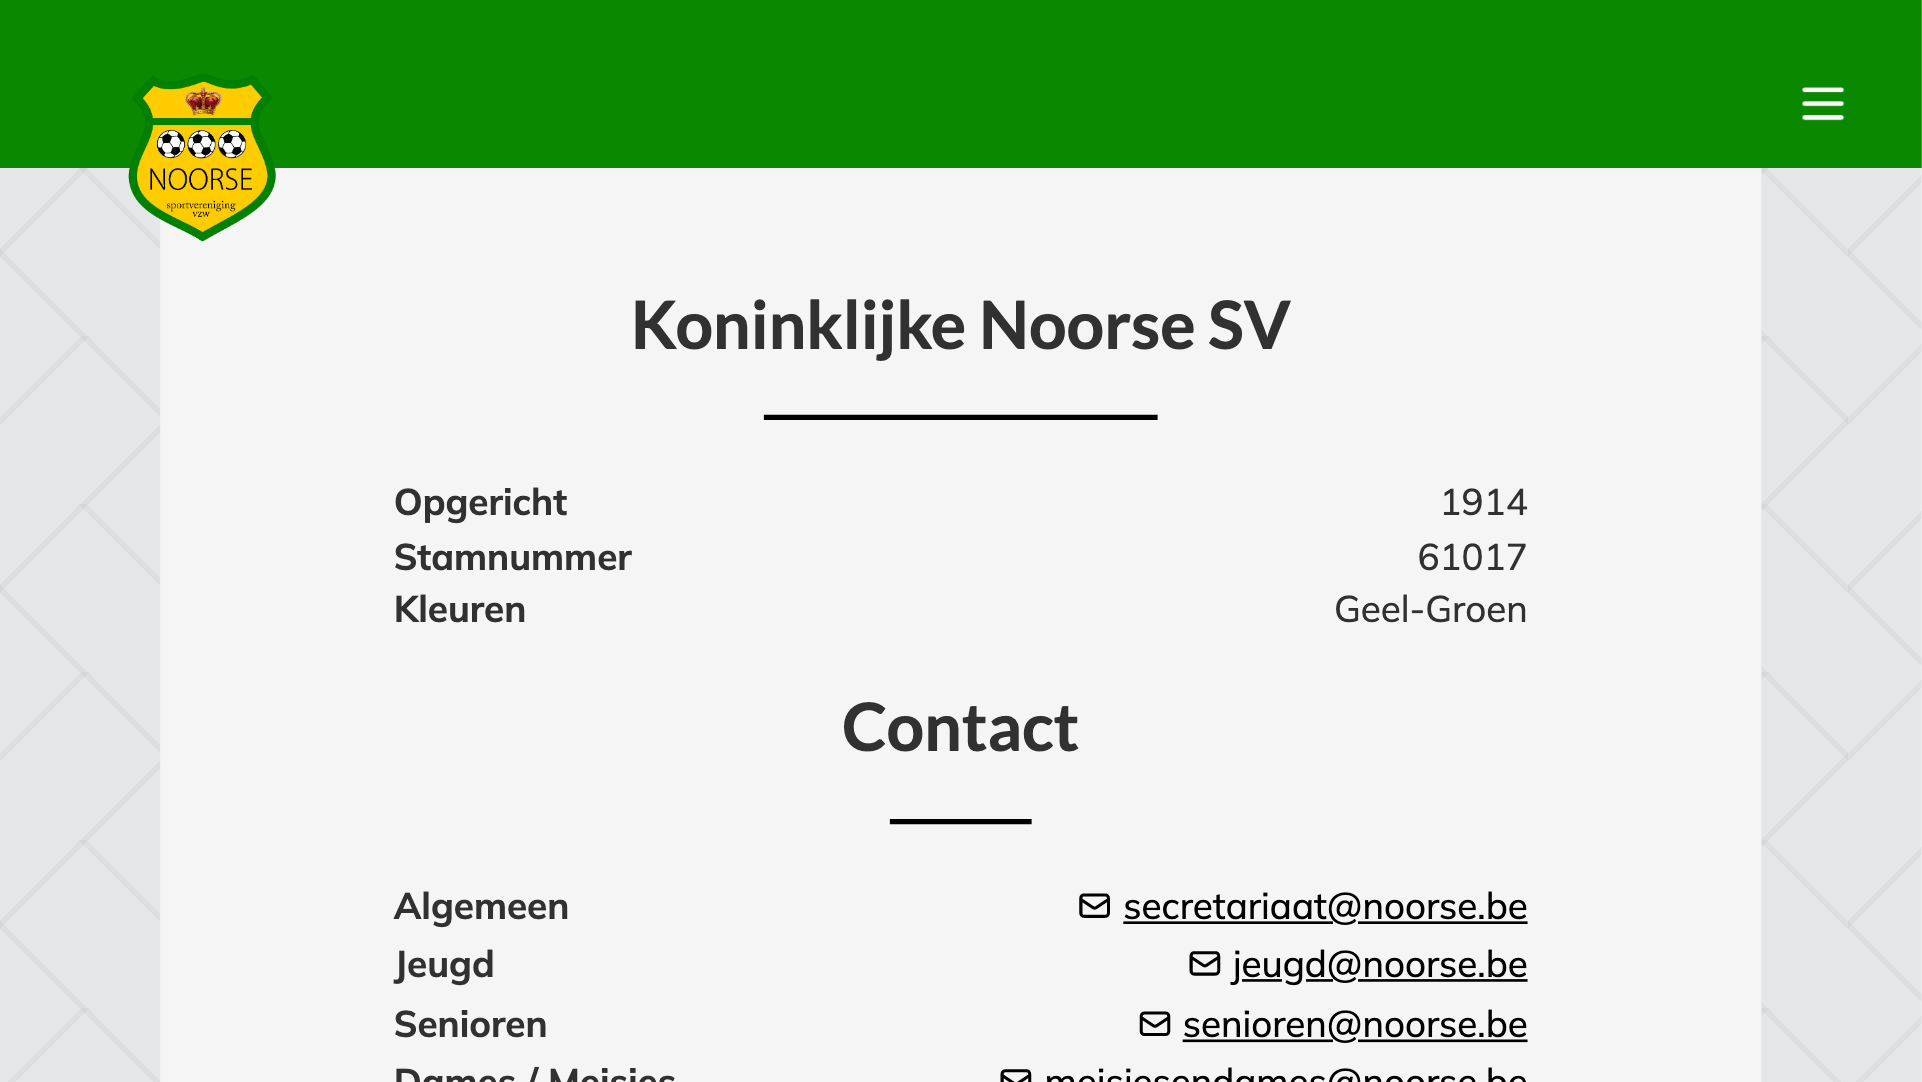 NOORSE
sportvereniging
vzw
Koninklijke Noorse SV
Opgericht 1914
Stamnummer 61017
Kleuren Geel-Groen
Contact
Algemeen secretariaat@noorse.be
Jeugd jeugd@noorse.be
Senioren senioren@noorse.be
Dames / Meisjes meisjesendames@noorse.be